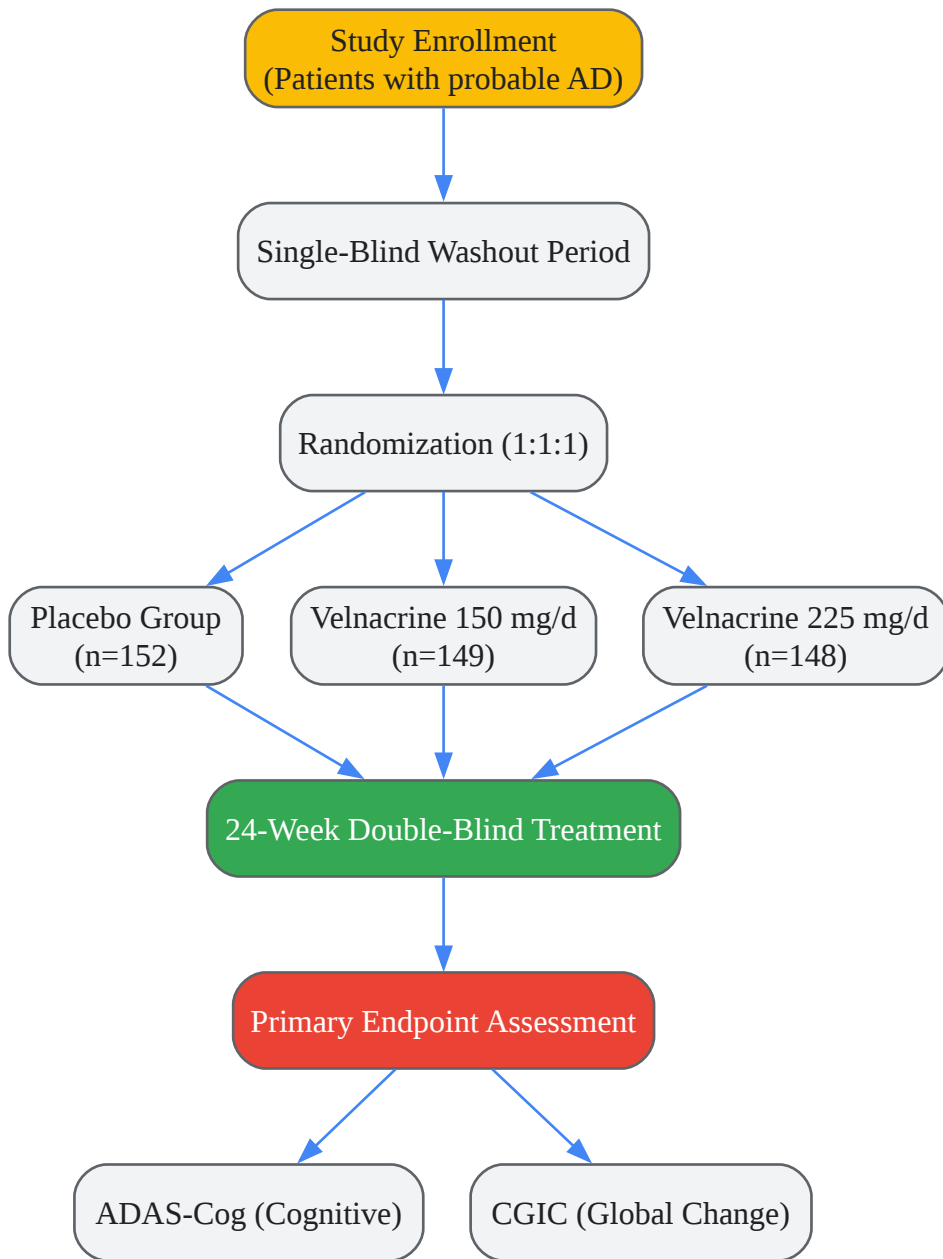 Study Enrollment
(Patients with probable AD)
Single-Blind Washout Period
Randomization (1:1:1)
Placebo Group
(n=152)
Velnacrine 150 mg/d
(n=149)
Velnacrine 225 mg/d
(n=148)
24-Week Double-Blind Treatment
Primary Endpoint Assessment
ADAS-Cog (Cognitive)
CGIC (Global Change)